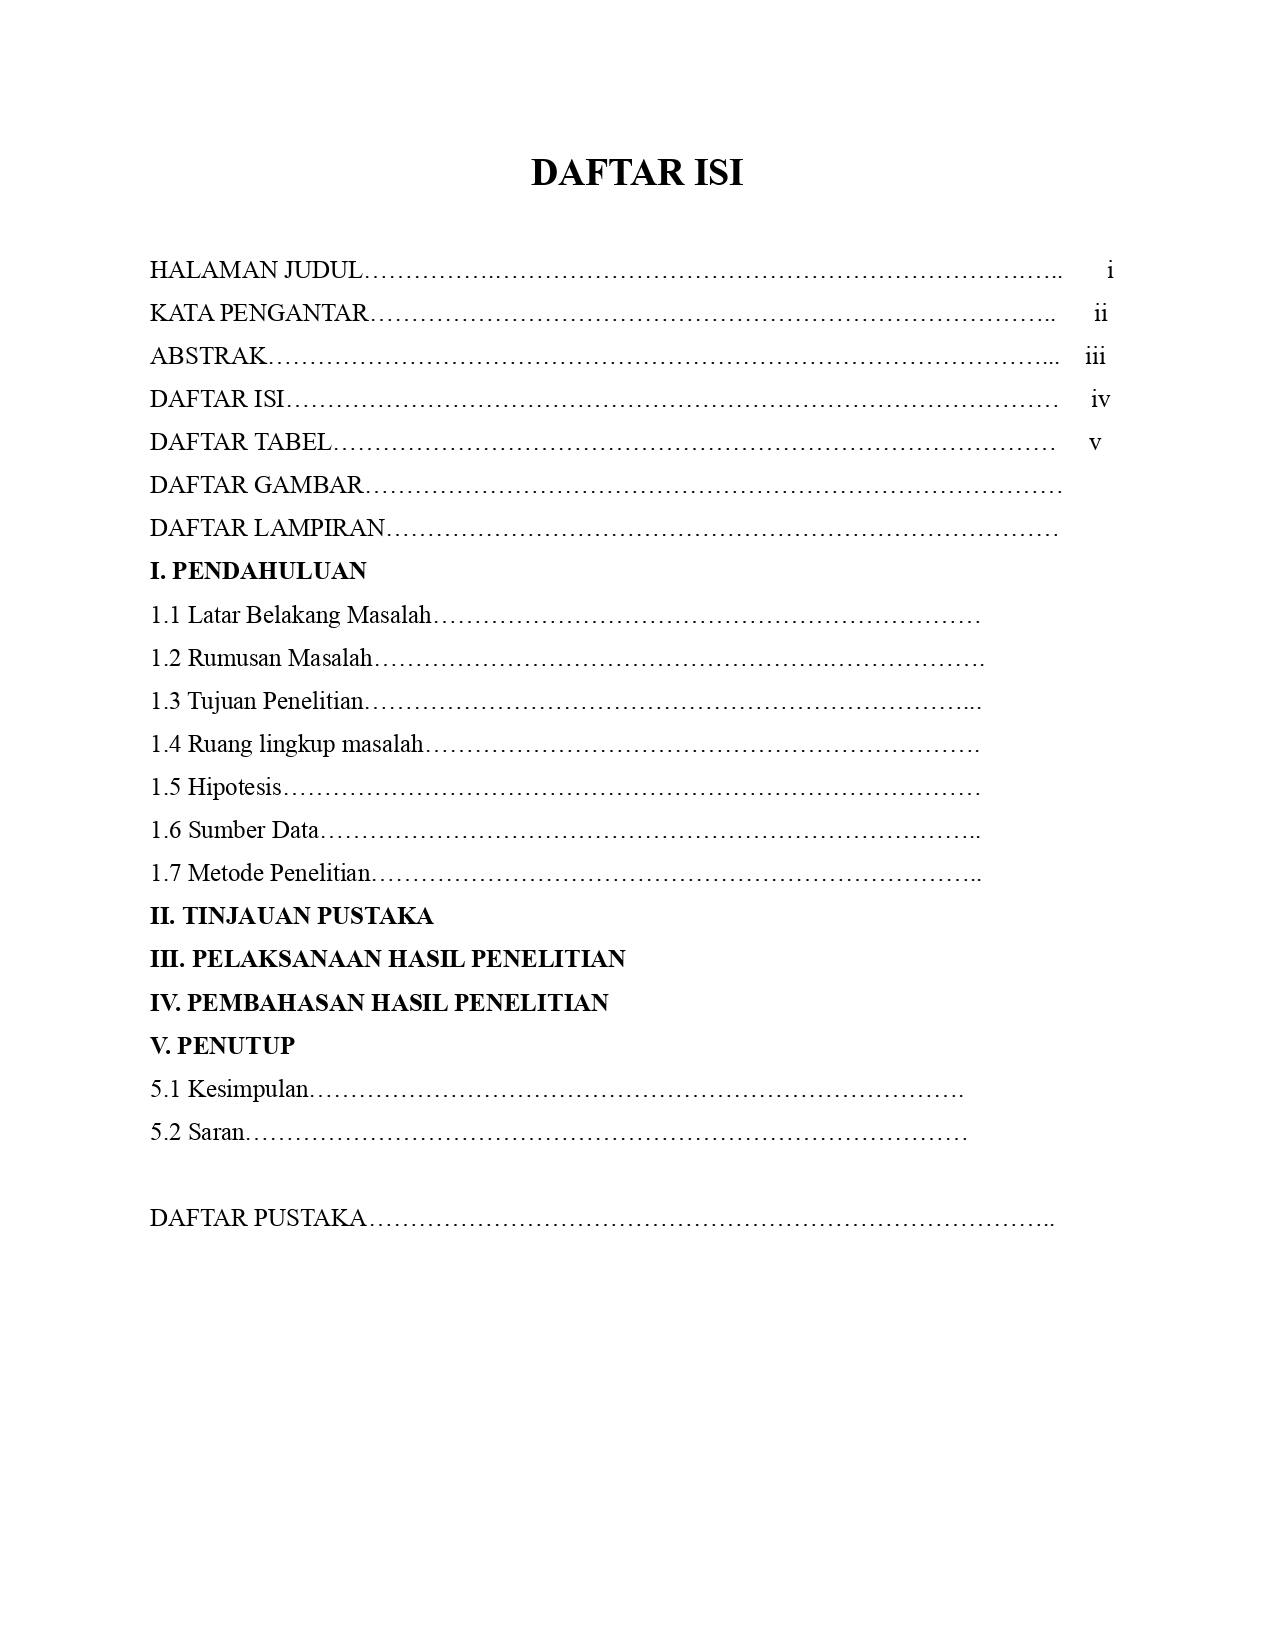 DAFTAR ISI
HALAMAN JUDUL…………….……………………………………………………….….. i
KATA PENGANTAR……………………………………………………………………….. ii
ABSTRAK…………………………………………………………………………………... iii
DAFTAR ISI………………………………………………………………………………… iv
DAFTAR TABEL…………………………………………………………………………… v
DAFTAR GAMBAR…………………………………………………………………………
DAFTAR LAMPIRAN………………………………………………………………………
I. PENDAHULUAN
1.1 Latar Belakang Masalah…………………………………………………………
1.2 Rumusan Masalah……………………………………………….……………….
1.3 Tujuan Penelitian………………………………………………………………...
1.4 Ruang lingkup masalah………………………………………………………….
1.5 Hipotesis…………………………………………………………………………
1.6 Sumber Data……………………………………………………………………..
1.7 Metode Penelitian………………………………………………………………..
II. TINJAUAN PUSTAKA
III. PELAKSANAAN HASIL PENELITIAN
IV. PEMBAHASAN HASIL PENELITIAN
V. PENUTUP
5.1 Kesimpulan…………………………………………………………………….
5.2 Saran……………………………………………………………………………
DAFTAR PUSTAKA………………………………………………………………………..